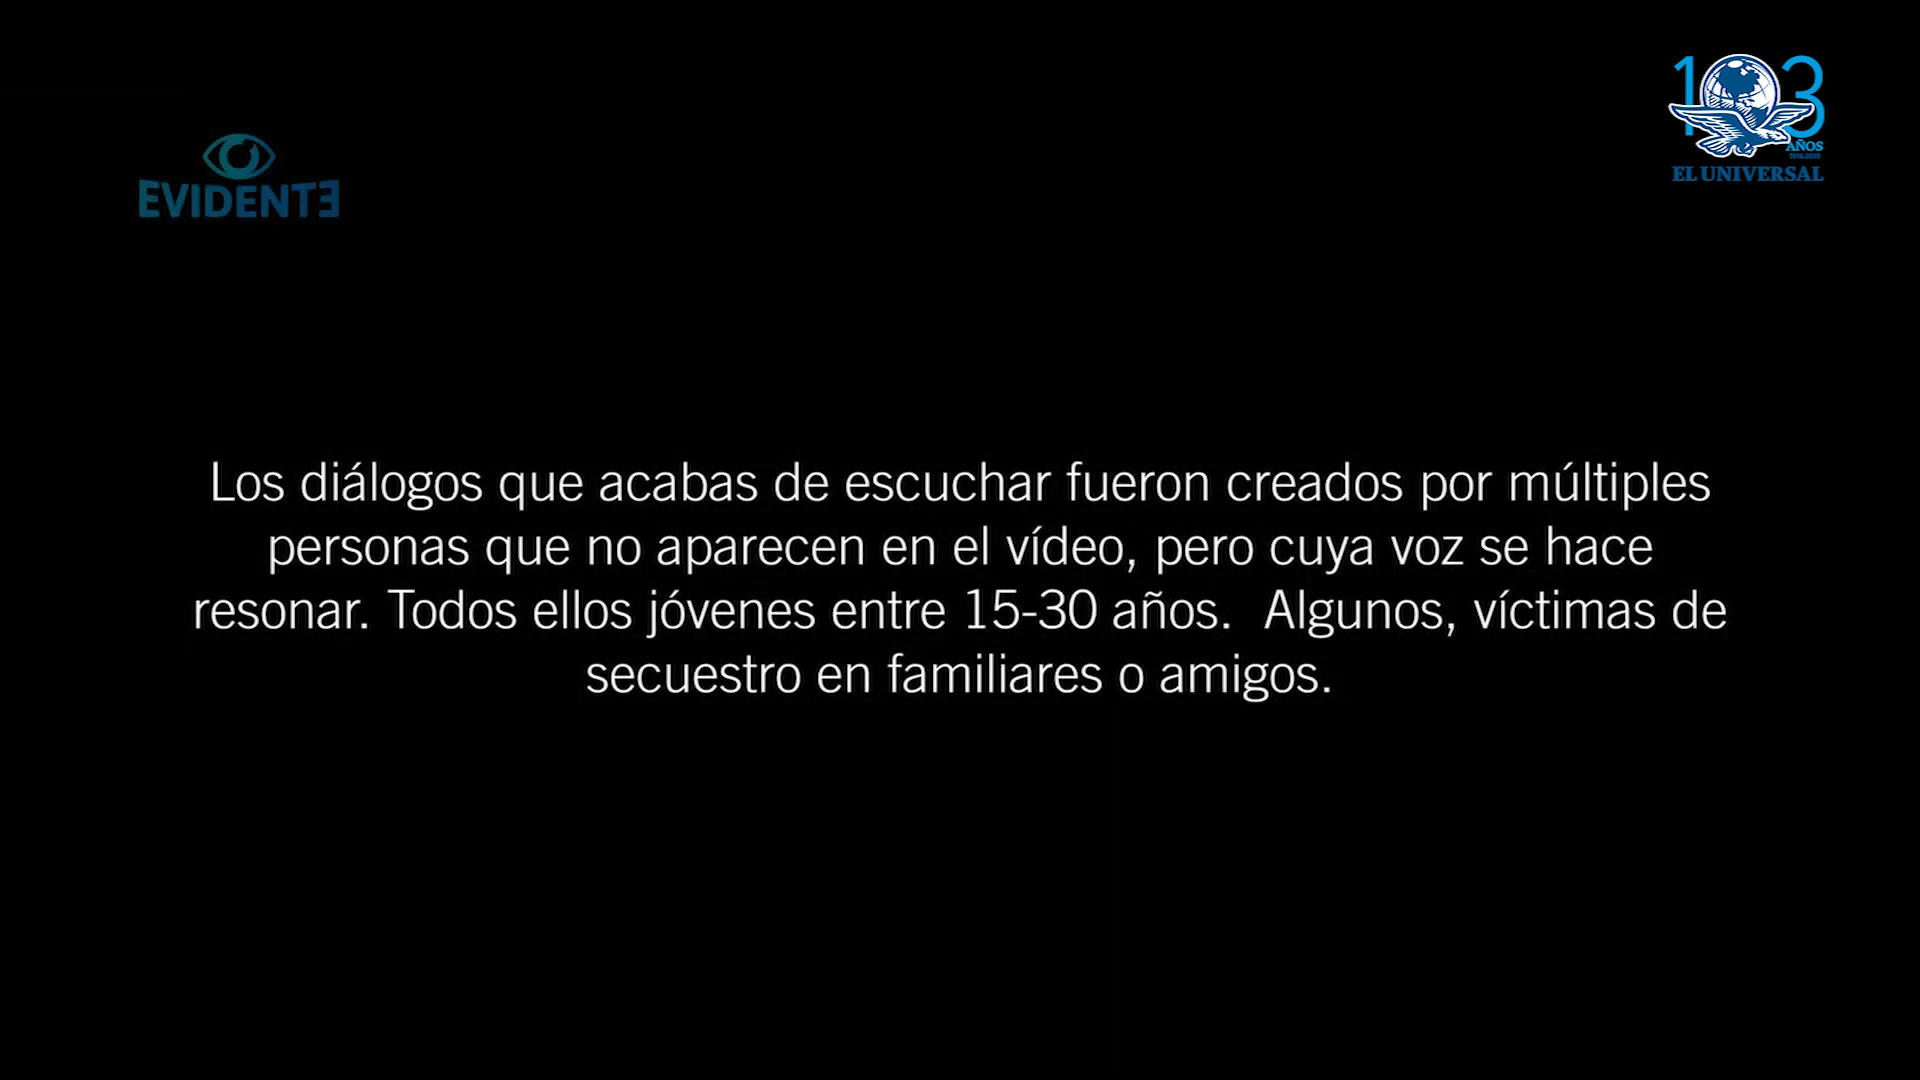 103
AÑOS
1916-2019
EL UNIVERSAL
EVIDENTE
Los diálogos que acabas de escuchar fueron creados por múltiples
personas que no aparecen en el vídeo, pero cuya voz se hace
resonar. Todos ellos jóvenes entre 15-30 años.  Algunos, víctimas de
secuestro en familiares o amigos.